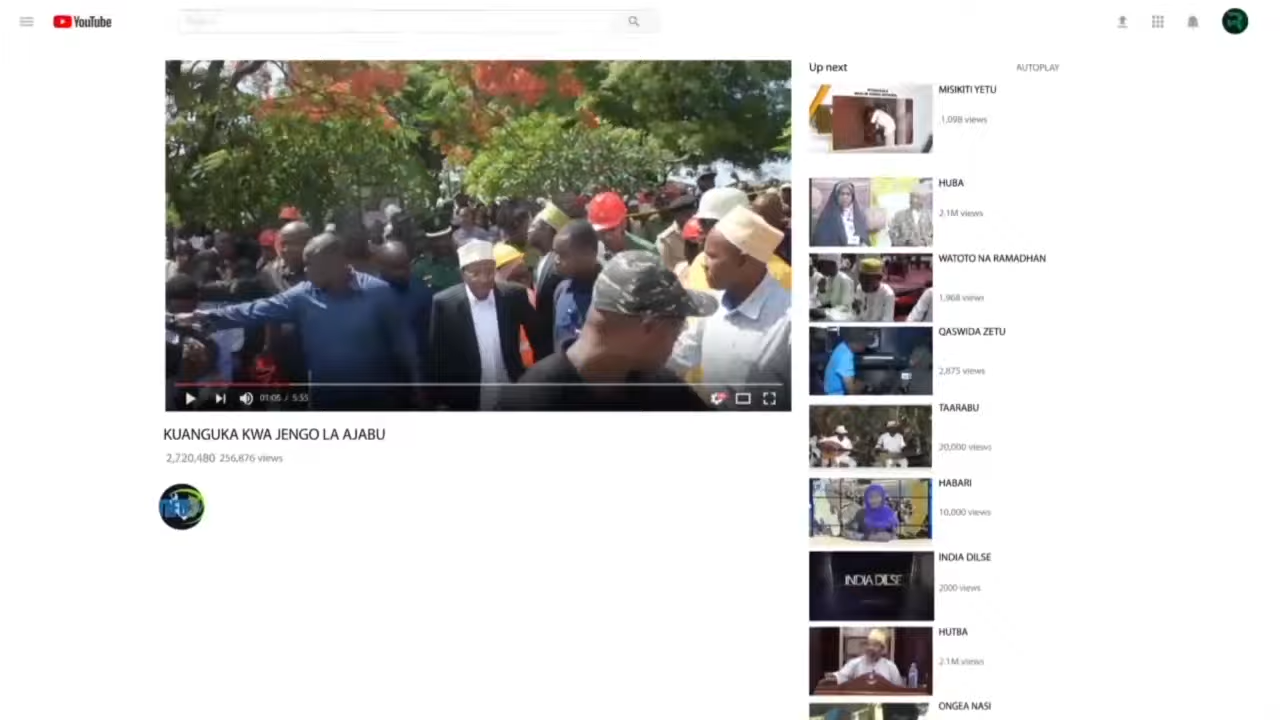 YouTube
01:06 / 5:55
KUANGUKA KWA JENGO LA AJABU
2,720,480 256,876 views
Up next
AUTOPLAY
MISIKITI YETU
1,098 views
HUBA
2.1M views
WATOTO NA RAMADHAN
1,968 views
QASWIDA ZETU
2,875 views
TAARABU
20,000 views
HABARI
10,000 views
INDIA DILSE
INDIA DILSE
2000 views
HUTBA
2.1M views
ONGEA NASI